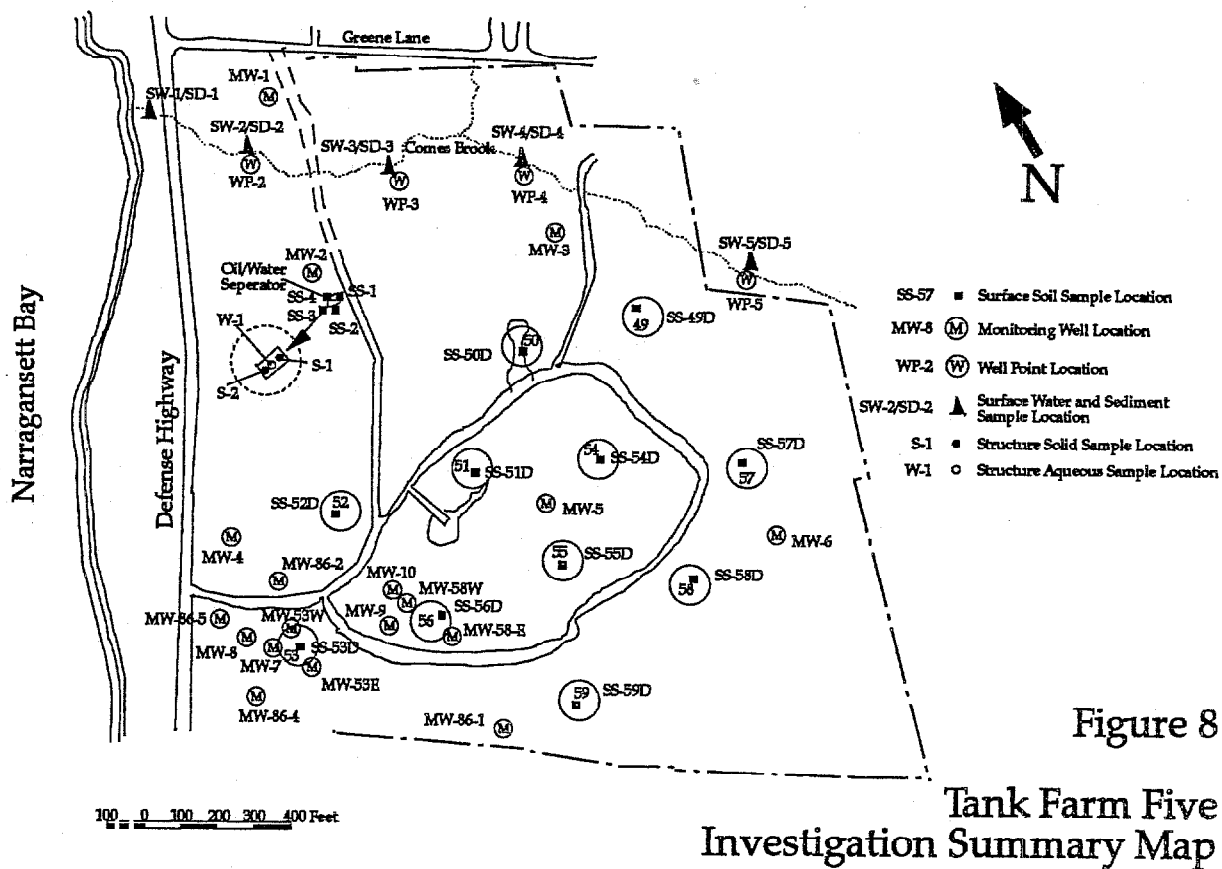 Greene Lane
MW-1
M
SW-1/SD-1
SW-2/SD-2
W
WP-2
SW-3/SD-3
Comes Brook
W
WP-3
SW-4/SD-4
W
WP-4
M
MW-3
SW-5/SD-5
W
WP-5
N
MW-2
M
Oil/Water
Seperator
SS-4
SS-1
SS-3
SS-2
W-1
S-1
S-2
Narragansett Bay
Defense Highway
49
SS-49D
50
SS-50D
51
SS-51D
54
SS-54D
SS-57D
57
SS-52D
52
M
MW-5
M
MW-6
M
MW-4
MW-86-2
M
55
SS-55D
58
SS-58D
MW-10
M
MW-58W
M
MW-9
M
56
SS-56D
M
MW-58-E
MW-86-5
M
MW-53W
M
MW-8
M
MW-7
M
53
SS-53D
M
MW-53E
M
MW-86-4
59
SS-59D
MW-86-1
M
SS-57 Surface Soil Sample Location
MW-8 M Monitoring Well Location
WP-2 W Well Point Location
SW-2/SD-2 Surface Water and Sediment
Sample Location
S-1 Structure Solid Sample Location
W-1 Structure Aqueous Sample Location
100 0 100 200 300 400 Feet
Figure 8
Tank Farm Five
Investigation Summary Map